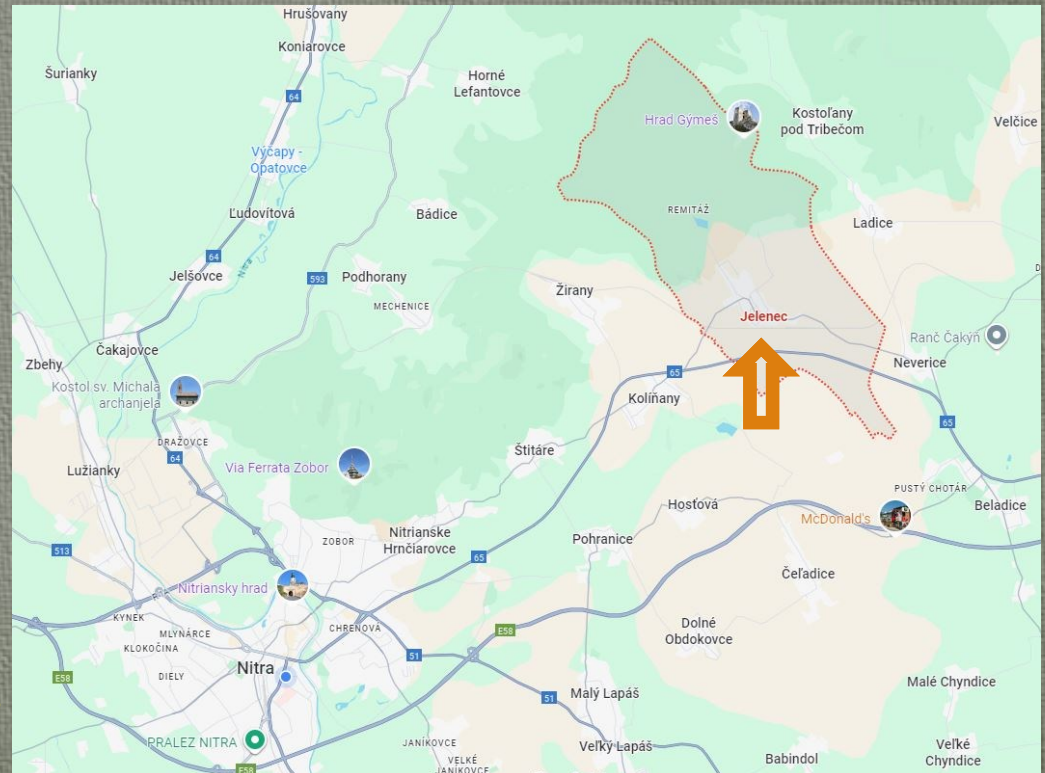 Hrušovany
Koniarovce
Šurianky
Horné
Lefantovce
64
Hrad Gýmeš
Kostoľany
pod Tribečom
Velčice
Výčapy -
Opatovce
Ľudovítová
Bádice
REMITÁŽ
Ladice
64
Jelšovce
593
Podhorany
Žirany
MECHENICE
Jelenec
Ranč Čakýň
Čakajovce
Zbehy
Neverice
65
Kostol sv. Michala
archanjela
Kolíňany
65
DRAŽOVCE
64
Štitáre
Lužianky
Via Ferrata Zobor
PUSTÝ CHOTÁR
Hosťová
McDonald's
Beladice
Nitrianske
Hrnčiarovce
ZOBOR
Pohranice
513
65
Čeľadice
Nitriansky hrad
KYNEK
MLYNÁRCE
CHRENOVÁ
E58
Dolné
Obdokovce
KLOKOČINA
51
Nitra
E58
DIELY
Malé Chyndice
51
Malý Lapáš
PRALEZ NITRA
JANÍKOVCE
Veľký Lapáš
Babindol
Veľké
Chyndice
VEĽKÉ
JANÍKOVCE
E58